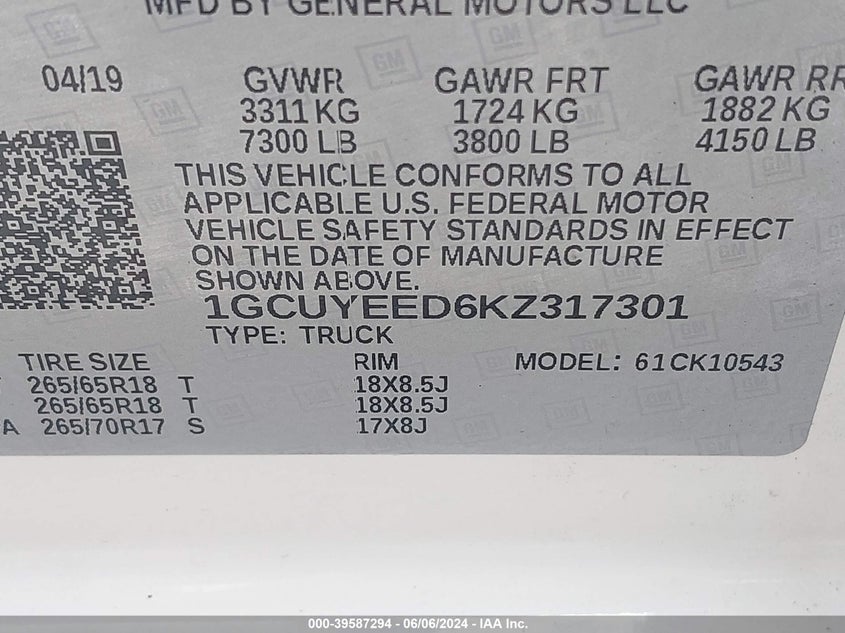 MFD BY GENERAL MOTORS LLC
04/19 GVWR GAWR FRT GAWR RR
3311 KG 1724 KG 1882 KG
7300 LB 3800 LB 4150 LB
THIS VEHICLE CONFORMS TO ALL
APPLICABLE U.S. FEDERAL MOTOR
VEHICLE SAFETY STANDARDS IN EFFECT
ON THE DATE OF MANUFACTURE
SHOWN ABOVE.
1GCUYEED6KZ317301
TYPE: TRUCK
TIRE SIZE RIM MODEL: 61CK10543
265/65R18 T 18X8.5J
265/65R18 T 18X8.5J
A 265/70R17 S 17X8J
000-39587294 - 06/06/2024 - IAA Inc.